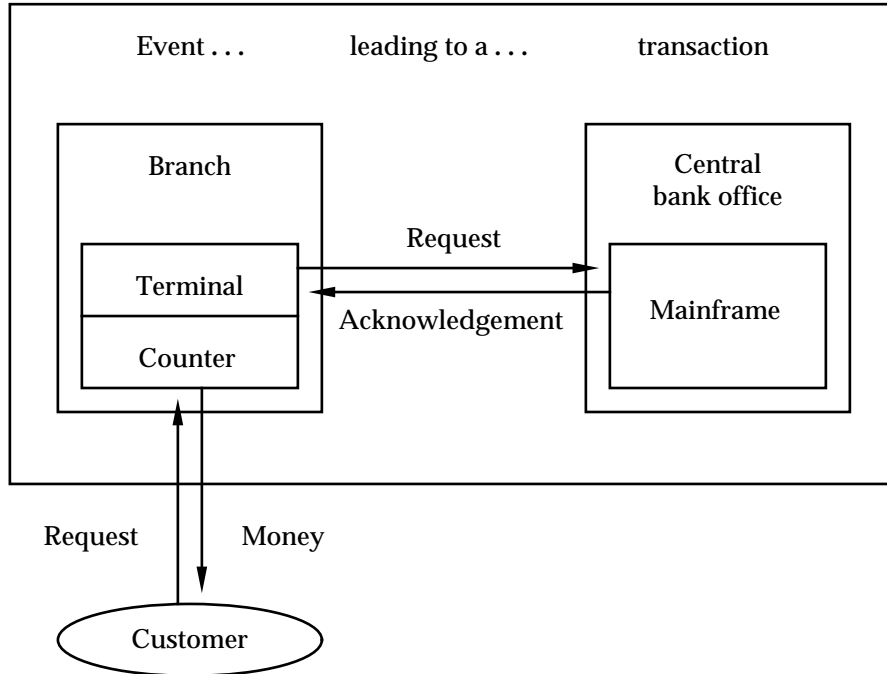 Event . . . leading to a . . . transaction
Branch
Central
bank office
Request
Terminal
Mainframe
Acknowledgement
Counter
Request
Money
Customer